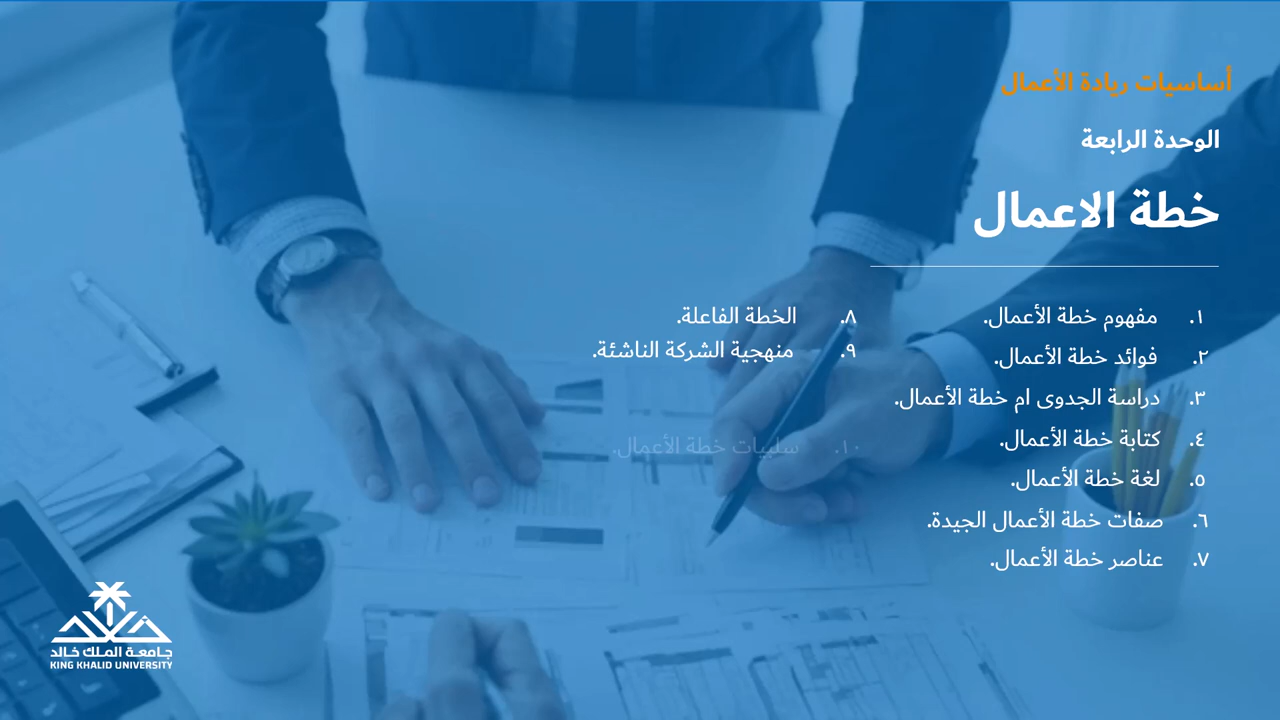 أساسيات ريادة الأعمال
الوحدة الرابعة
خطة الاعمال
١. مفهوم خطة الأعمال.
٢. فوائد خطة الأعمال.
٣. دراسة الجدوى ام خطة الأعمال.
٤. كتابة خطة الأعمال.
٥. لغة خطة الأعمال.
٦. صفات خطة الأعمال الجيدة.
٧. عناصر خطة الأعمال.
٨. الخطة الفاعلة.
٩. منهجية الشركة الناشئة.
١٠. سلبيات خطة الأعمال.
جامعة الملك خالد
KING KHALID UNIVERSITY